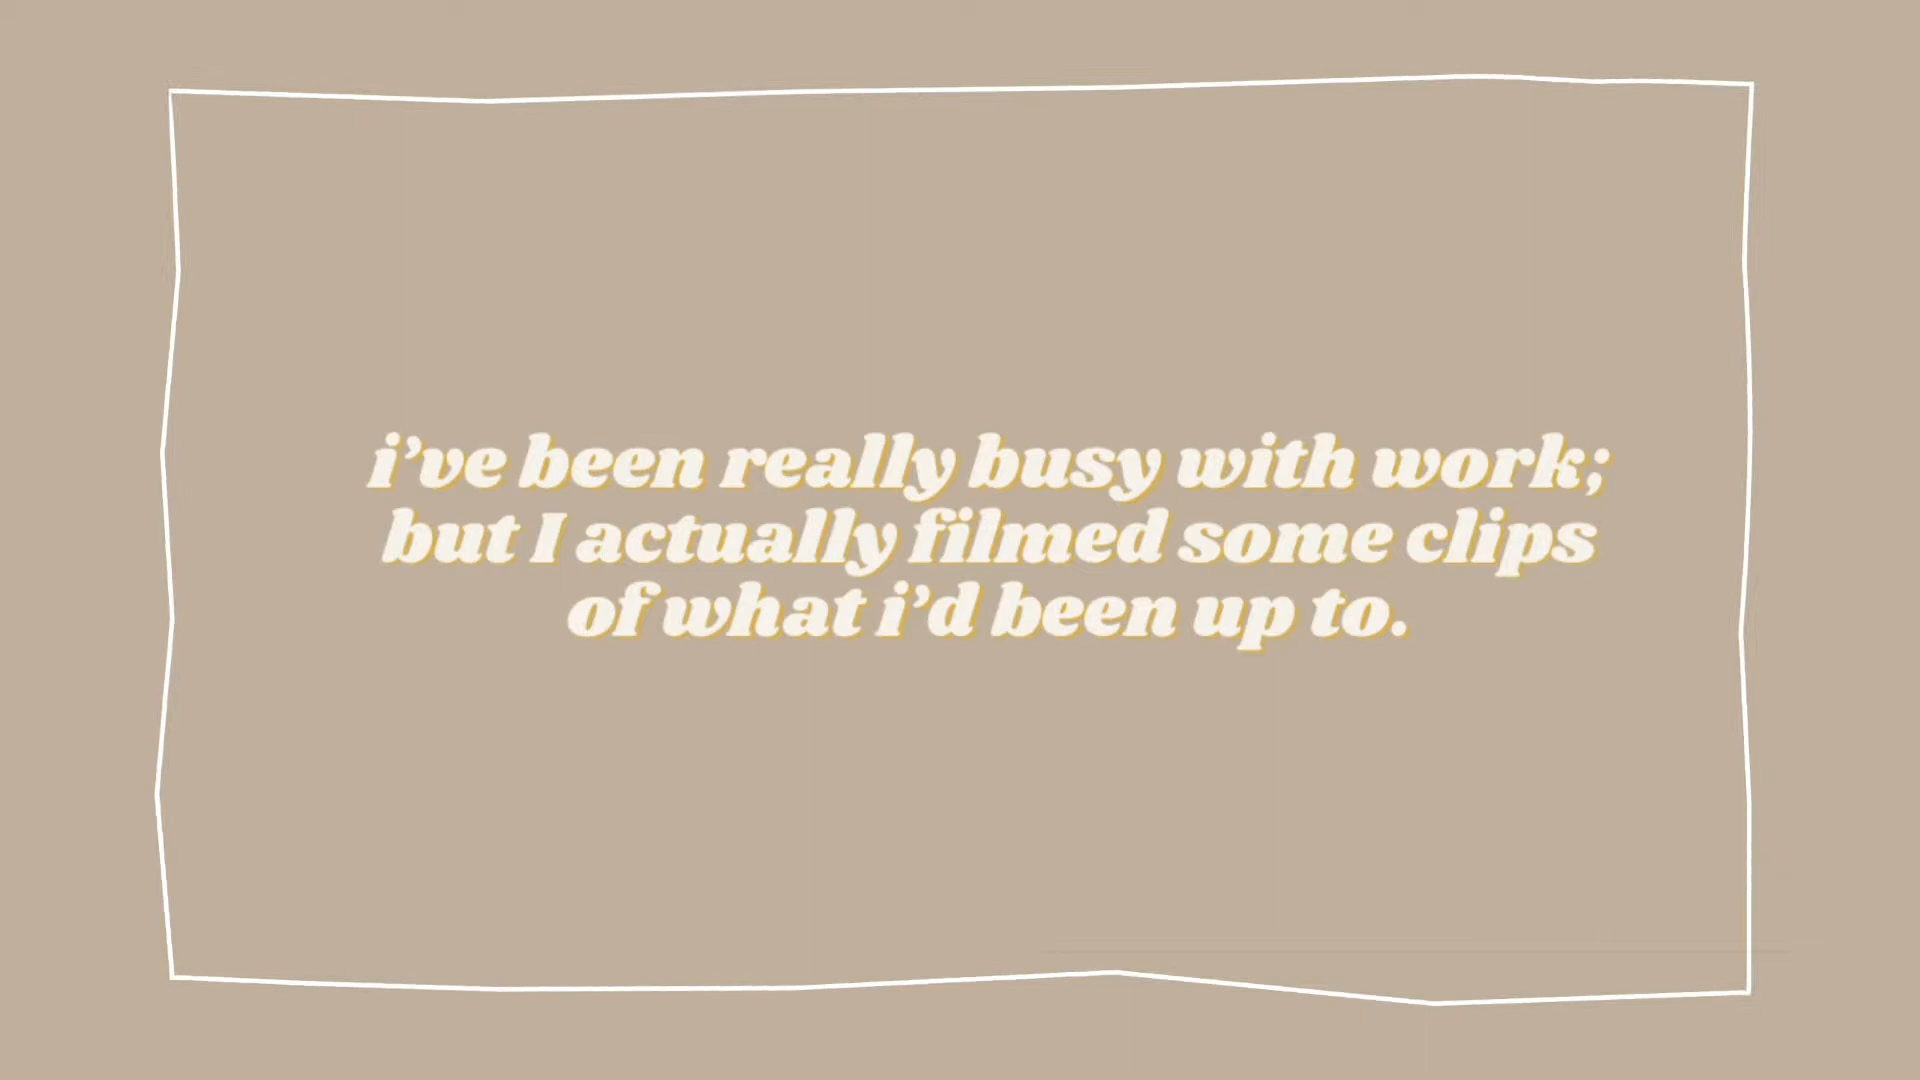 i’ve been really busy with work;
but I actually filmed some clips
of what i’d been up to.